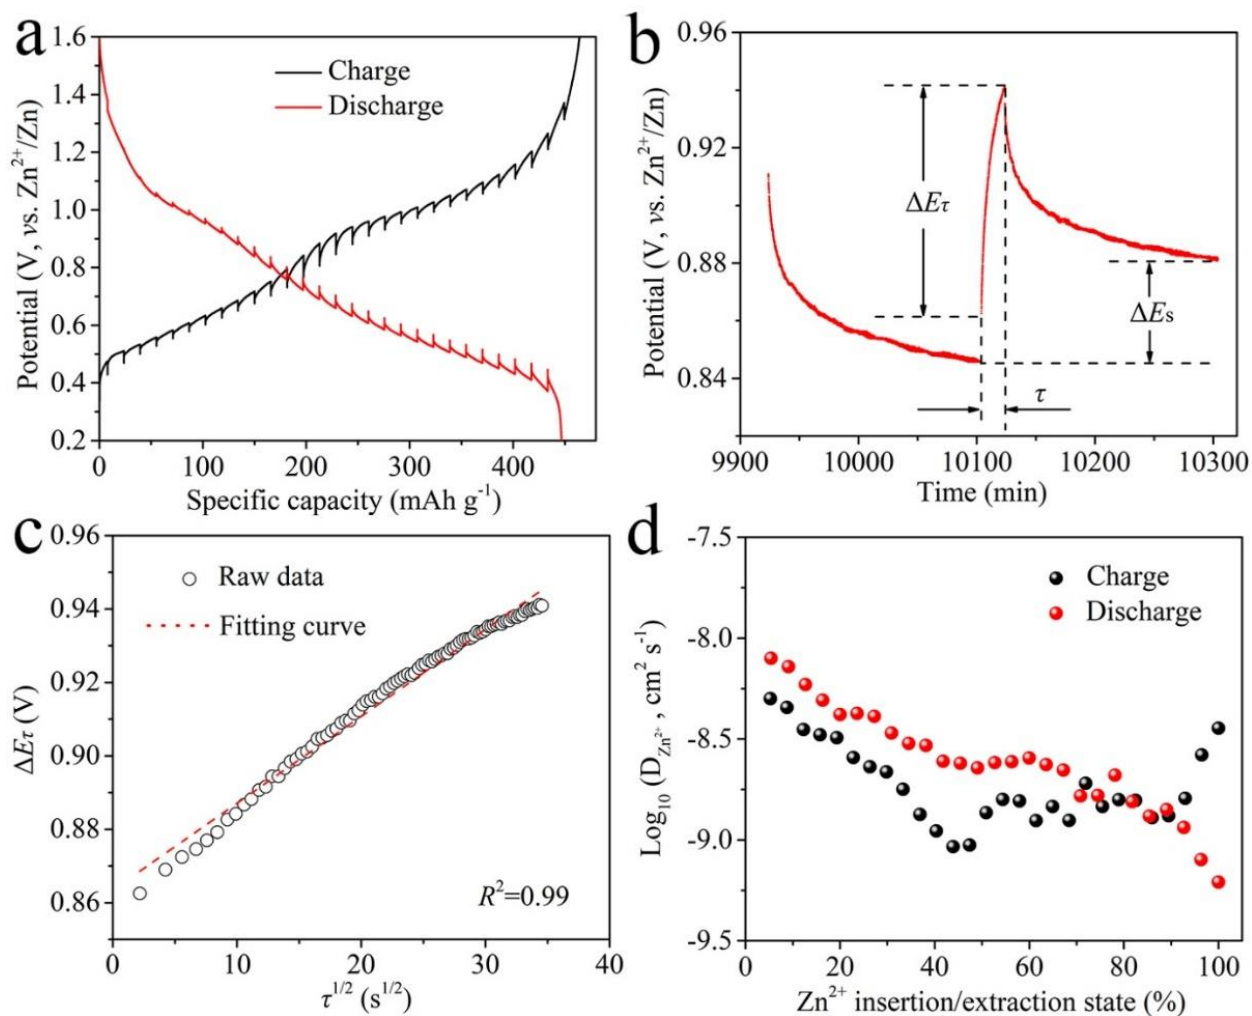 a
1.6
1.4
1.2
1.0
0.8
0.6
0.4
0.2
Potential (V, vs. Zn²⁺/Zn)
Charge
Discharge
0 100 200 300 400
Specific capacity (mAh g⁻¹)
b
0.96
0.92
0.88
0.84
Potential (V, vs. Zn²⁺/Zn)
ΔEτ
ΔEs
τ
9900 10000 10100 10200 10300
Time (min)
c
0.96
0.94
0.92
0.90
0.88
0.86
ΔEτ (V)
Raw data
Fitting curve
R²=0.99
0 10 20 30 40
τ¹ᐟ² (s¹ᐟ²)
d
-7.5
-8.0
-8.5
-9.0
-9.5
Log₁₀ (D_Zn²⁺, cm² s⁻¹)
Charge
Discharge
0 20 40 60 80 100
Zn²⁺ insertion/extraction state (%)